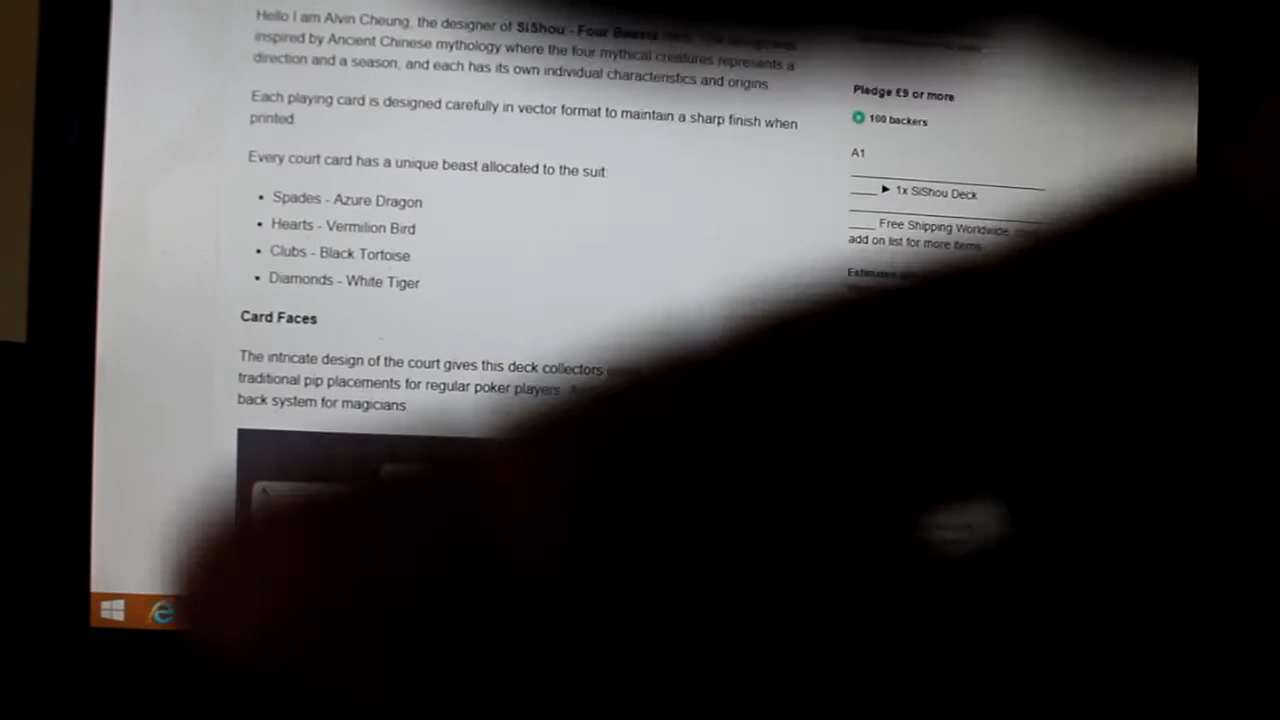 Hello I am Alvin Cheung, the designer of SiShou - Four Beasts
inspired by Ancient Chinese mythology where the four mythical creatures represents a
direction and a season, and each has its own individual characteristics and origins.
Each playing card is designed carefully in vector format to maintain a sharp finish when
printed.
Every court card has a unique beast allocated to the suit:
• Spades - Azure Dragon
• Hearts - Vermilion Bird
• Clubs - Black Tortoise
• Diamonds - White Tiger
Card Faces
The intricate design of the court gives this deck collectors
traditional pip placements for regular poker players.
back system for magicians.
Pledge £9 or more
100 backers
A1
____ ► 1x SiShou Deck
____ Free Shipping Worldwide,
add on list for more items.